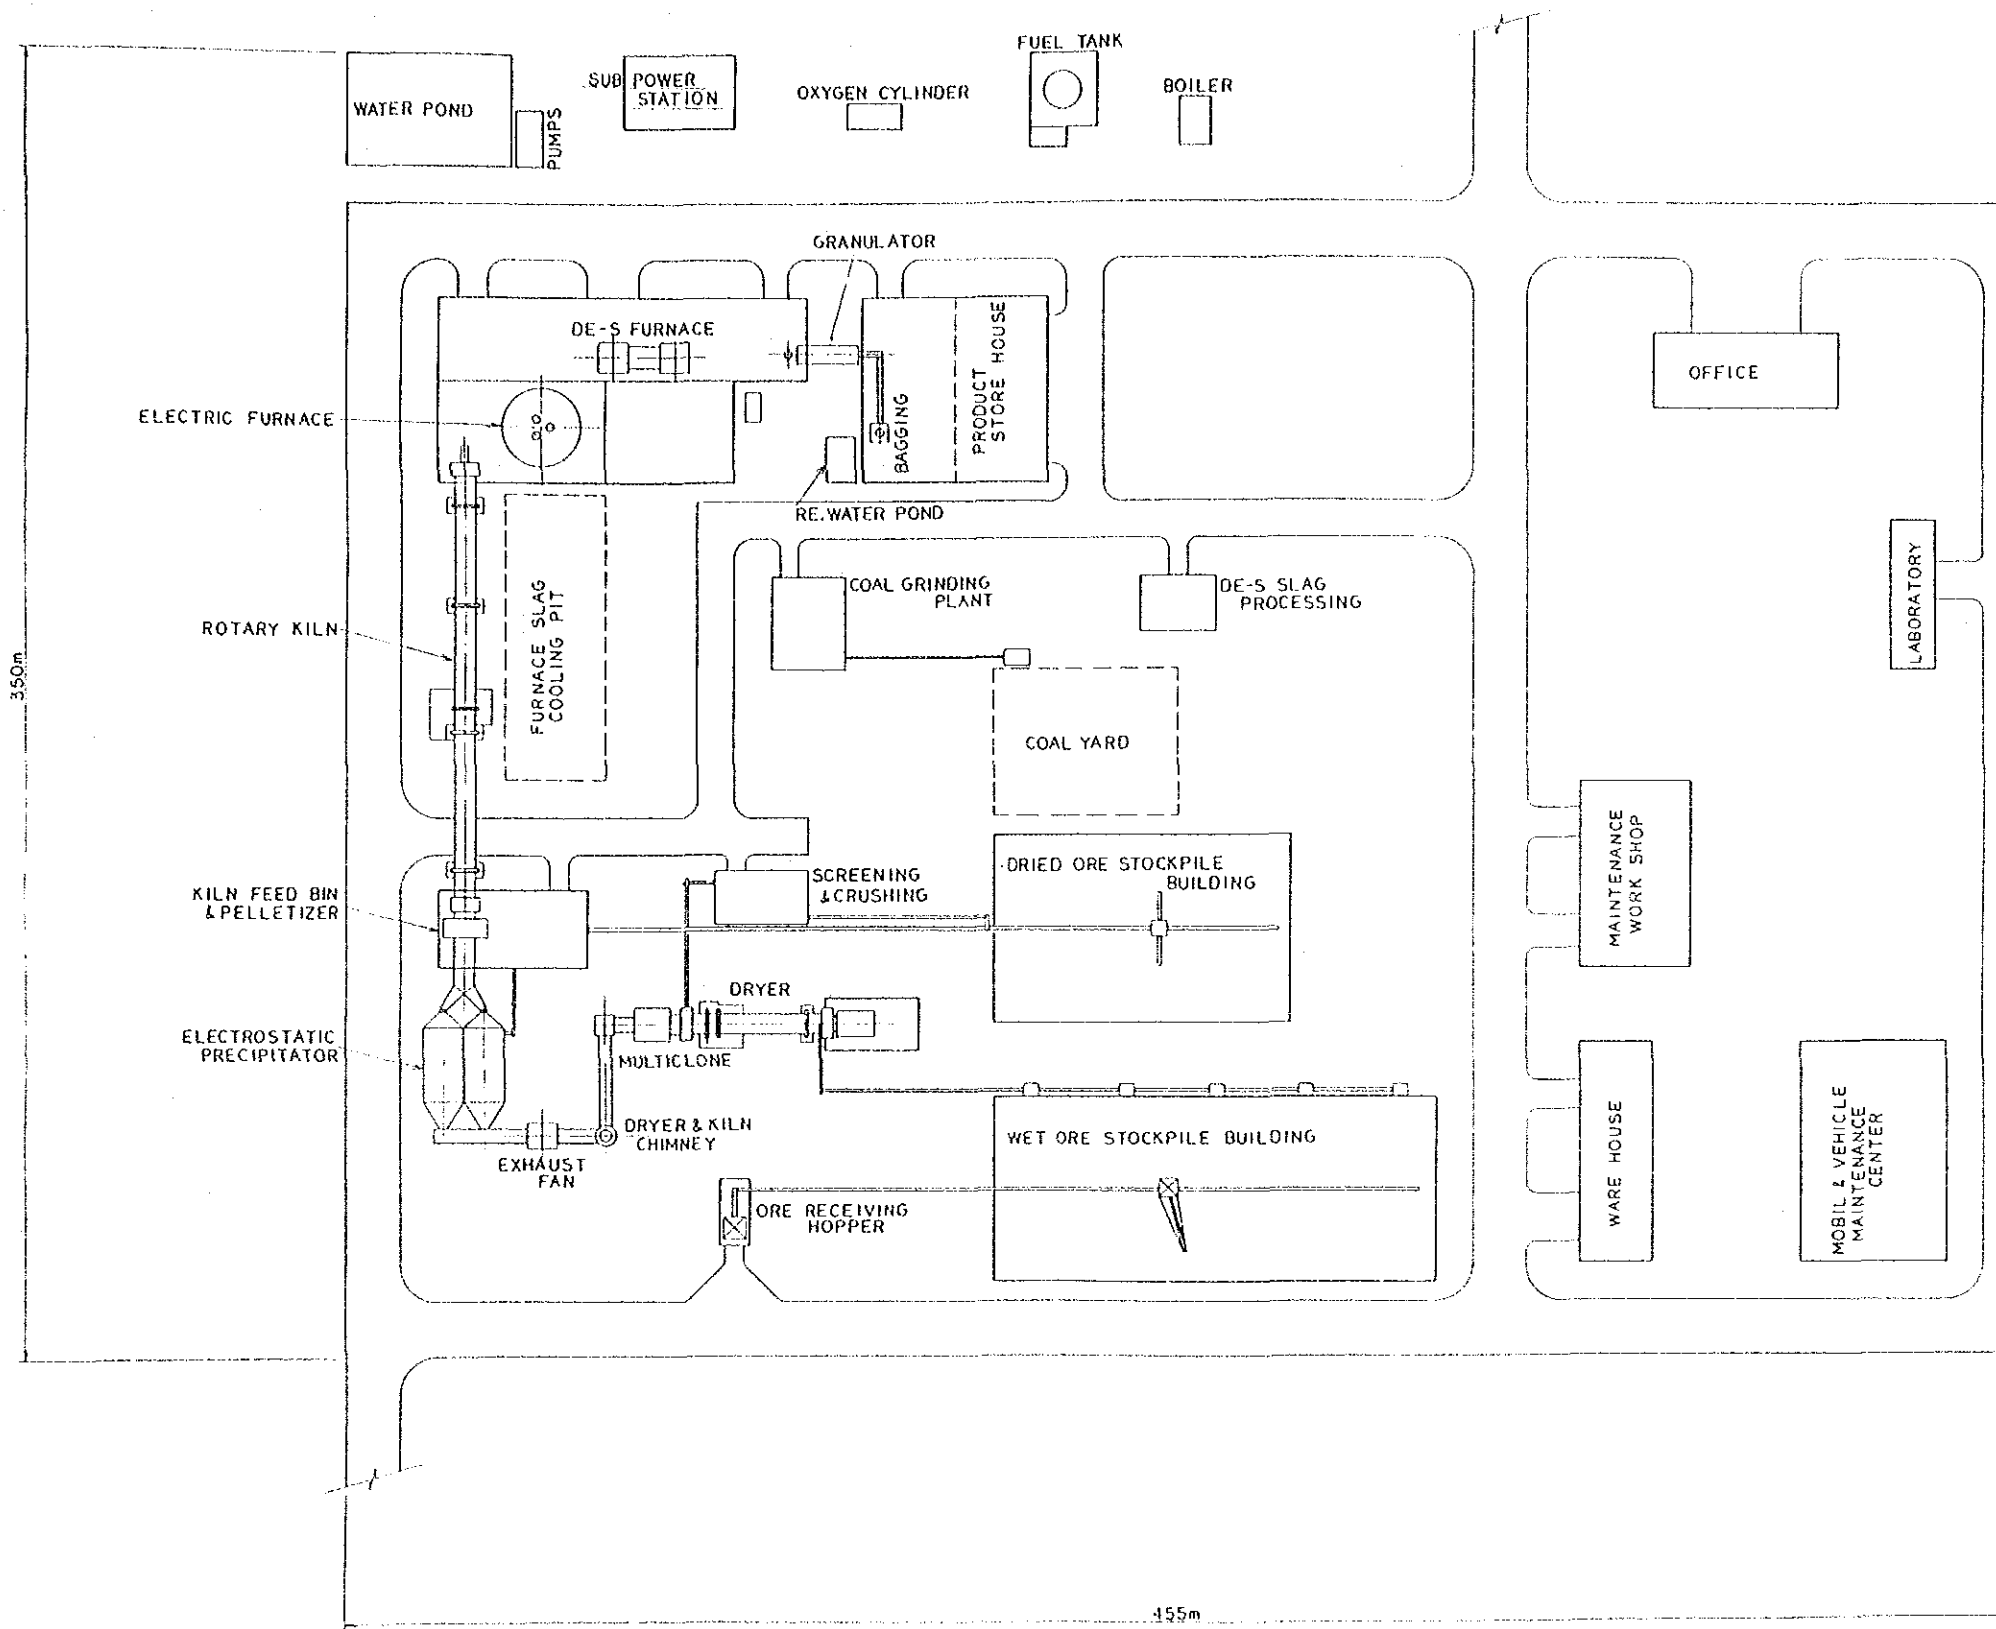 FUEL TANK
SUB POWER
STATION
OXYGEN CYLINDER
BOILER
WATER POND
PUMPS
GRANULATOR
DE-S FURNACE
PRODUCT
STORE HOUSE
OFFICE
ELECTRIC FURNACE
BAGGING
RE.WATER POND
COAL GRINDING
PLANT
DE-S SLAG
PROCESSING
LABORATORY
ROTARY KILN
FURNACE SLAG
COOLING PIT
350m
COAL YARD
MAINTENANCE
WORK SHOP
DRIED ORE STOCKPILE
BUILDING
SCREENING
& CRUSHING
KILN FEED BIN
& PELLETIZER
DRYER
ELECTROSTATIC
PRECIPITATOR
MULTICLONE
DRYER & KILN
CHIMNEY
WET ORE STOCKPILE BUILDING
WARE HOUSE
MOBIL & VEHICLE
MAINTENANCE
CENTER
EXHAUST
FAN
ORE RECEIVING
HOPPER
455m